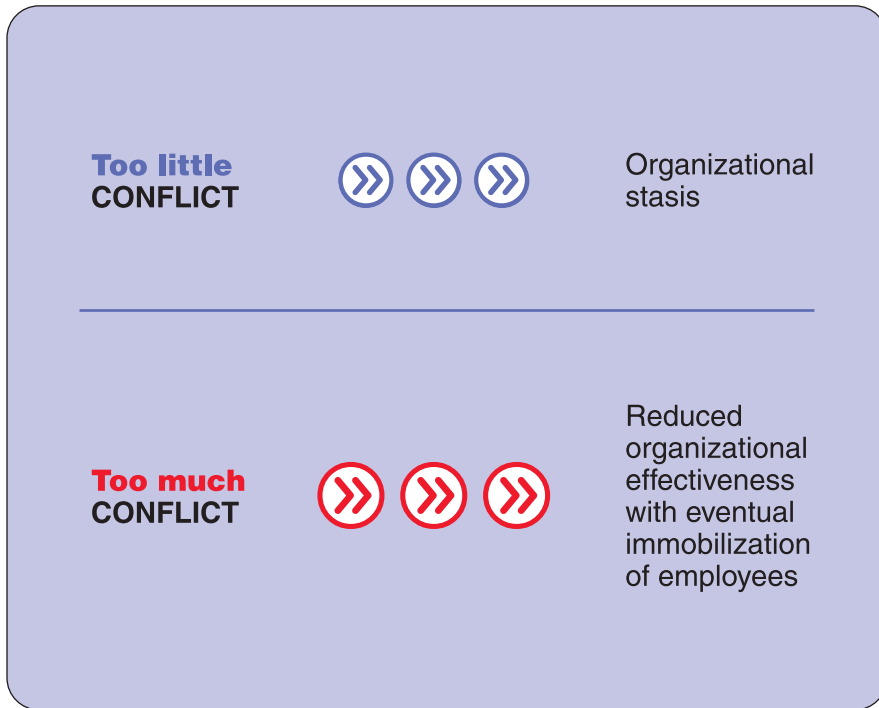 Too little
CONFLICT
Organizational
stasis
Too much
CONFLICT
Reduced
organizational
effectiveness
with eventual
immobilization
of employees